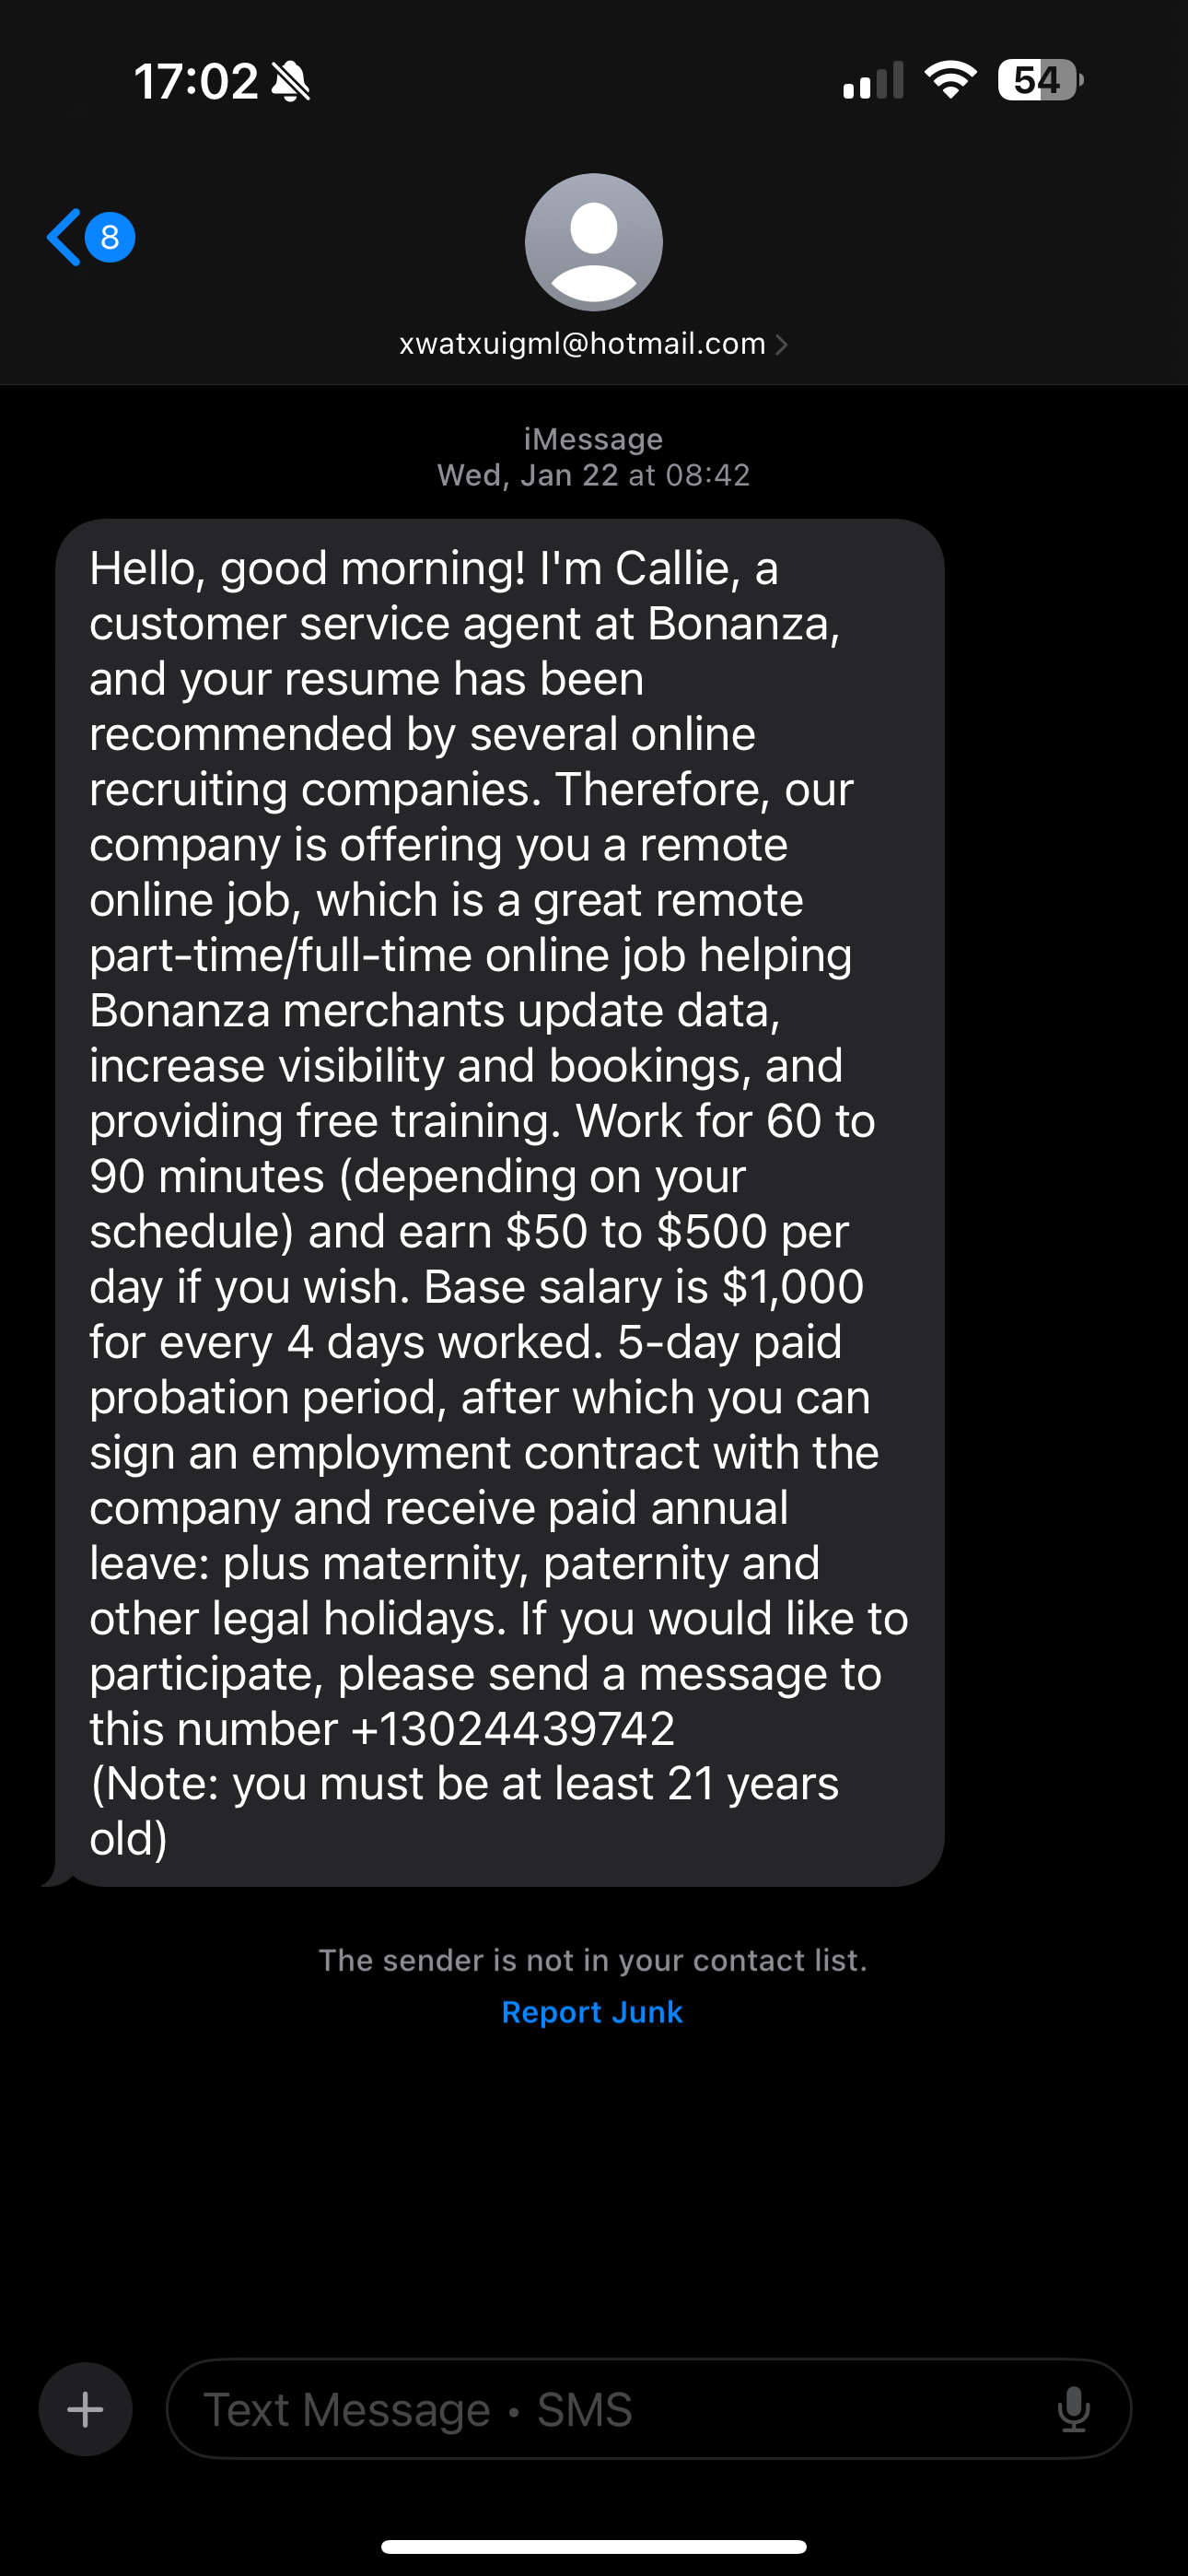 17:02
54
8
xwatxuigml@hotmail.com
iMessage
Wed, Jan 22 at 08:42
Hello, good morning! I'm Callie, a
customer service agent at Bonanza,
and your resume has been
recommended by several online
recruiting companies. Therefore, our
company is offering you a remote
online job, which is a great remote
part-time/full-time online job helping
Bonanza merchants update data,
increase visibility and bookings, and
providing free training. Work for 60 to
90 minutes (depending on your
schedule) and earn $50 to $500 per
day if you wish. Base salary is $1,000
for every 4 days worked. 5-day paid
probation period, after which you can
sign an employment contract with the
company and receive paid annual
leave: plus maternity, paternity and
other legal holidays. If you would like to
participate, please send a message to
this number +13024439742
(Note: you must be at least 21 years
old)
The sender is not in your contact list.
Report Junk
Text Message • SMS